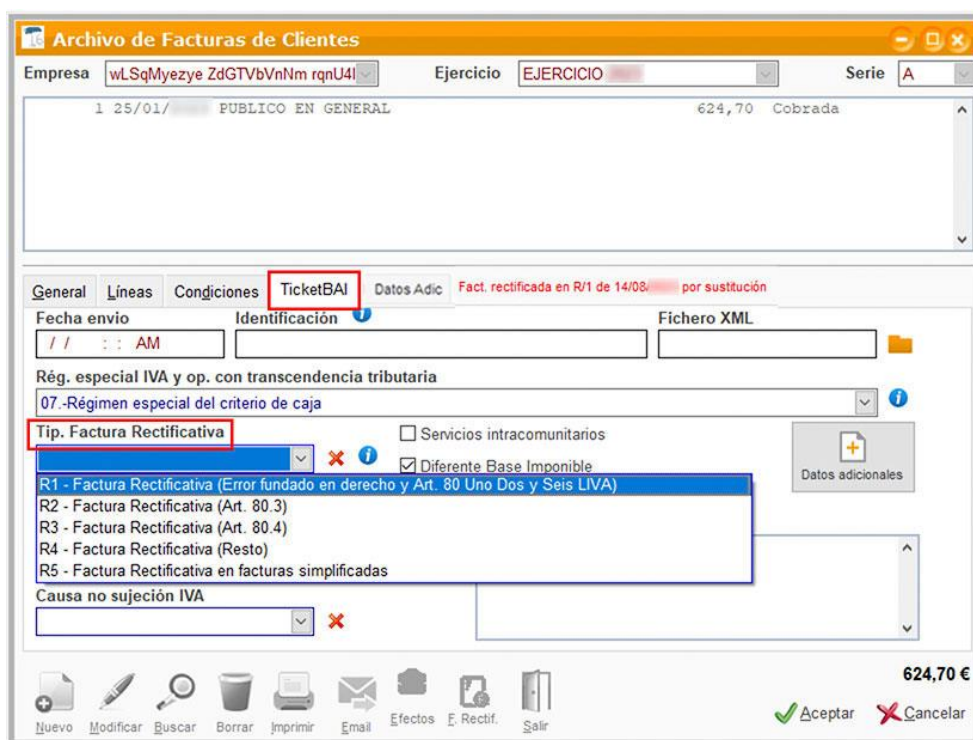 Archivo de Facturas de Clientes
Empresa wLSqMyezye ZdGTVbVnNm rqnU4l Ejercicio EJERCICIO Serie A
1 25/01/ PUBLICO EN GENERAL 624,70 Cobrada
General Líneas Condiciones TicketBAI Datos Adic Fact. rectificada en R/1 de 14/08/ por sustitución
Fecha envio Identificación Fichero XML
/ / : : AM
Rég. especial IVA y op. con transcendencia tributaria
07.-Régimen especial del criterio de caja
Tip. Factura Rectificativa Servicios intracomunitarios
Diferente Base Imponible
Datos adicionales
R1 - Factura Rectificativa (Error fundado en derecho y Art. 80 Uno Dos y Seis LIVA)
R2 - Factura Rectificativa (Art. 80.3)
R3 - Factura Rectificativa (Art. 80.4)
R4 - Factura Rectificativa (Resto)
R5 - Factura Rectificativa en facturas simplificadas
Causa no sujeción IVA
624,70 €
Nuevo Modificar Buscar Borrar Imprimir Email Efectos F. Rectif. Salir Aceptar Cancelar